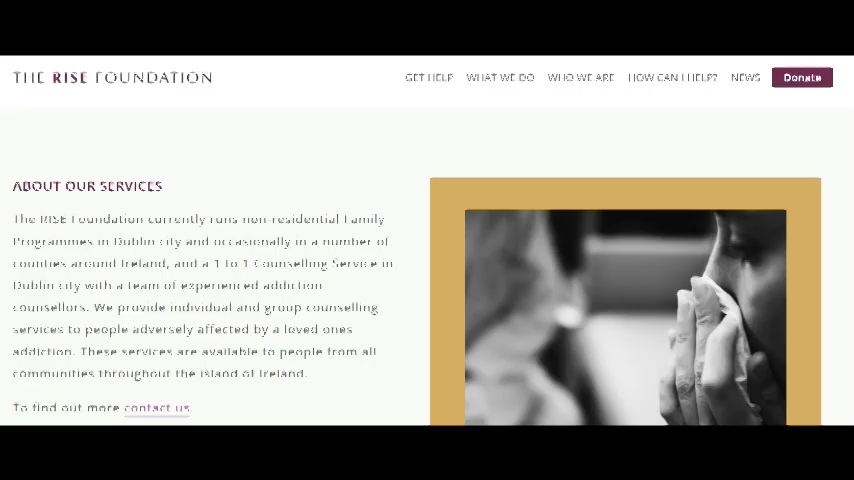 THE RISE FOUNDATION
GET HELP WHAT WE DO WHO WE ARE HOW CAN I HELP? NEWS Donate
ABOUT OUR SERVICES
The RISE Foundation currently runs non-residential Family
Programmes in Dublin city and occasionally in a number of
counties around Ireland, and a 1 to 1 Counselling Service in
Dublin city with a team of experienced addiction
counsellors. We provide individual and group counselling
services to people adversely affected by a loved ones
addiction. These services are available to people from all
communities throughout the island of Ireland.
To find out more contact us.